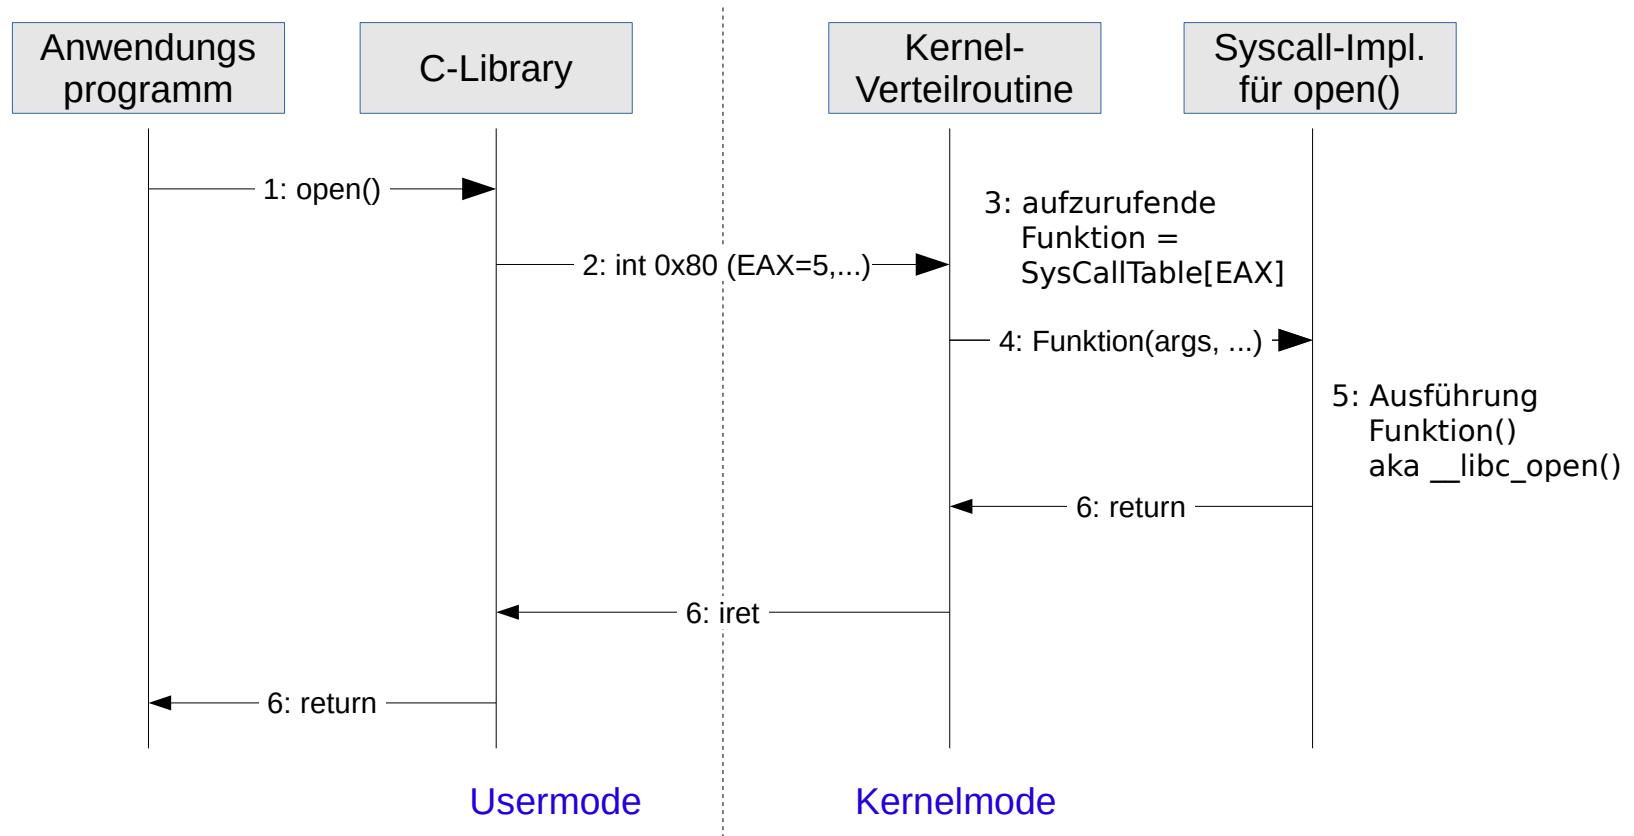 Anwendungs
programm
C-Library
Kernel-
Verteilroutine
Syscall-Impl.
für open()
1: open()
2: int 0x80 (EAX=5,...)
3: aufzurufende
Funktion =
SysCallTable[EAX]
4: Funktion(args, ...)
5: Ausführung
Funktion()
aka __libc_open()
6: return
6: iret
6: return
Usermode
Kernelmode